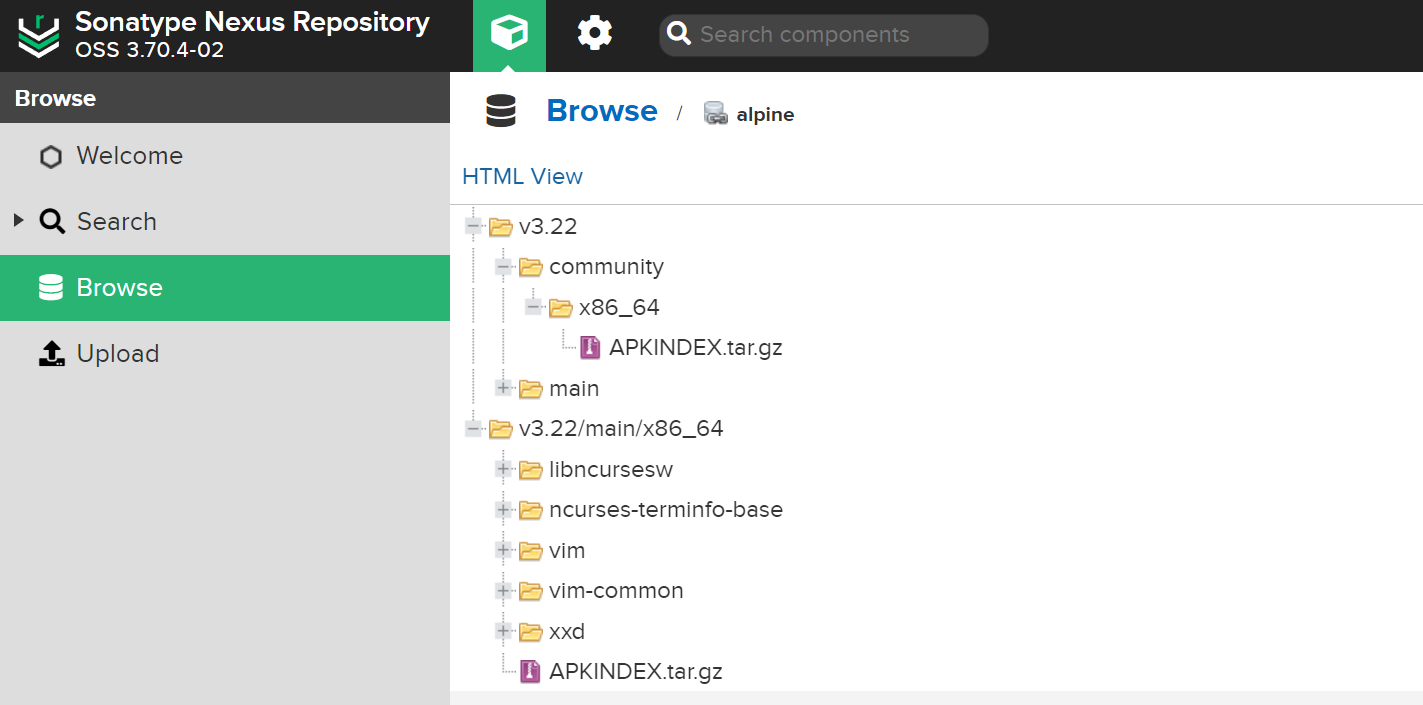 Sonatype Nexus Repository
OSS 3.70.4-02
Search components
Browse
Welcome
Search
Browse
Upload
Browse / alpine
HTML View
v3.22
community
x86_64
APKINDEX.tar.gz
main
v3.22/main/x86_64
libncursesw
ncurses-terminfo-base
vim
vim-common
xxd
APKINDEX.tar.gz